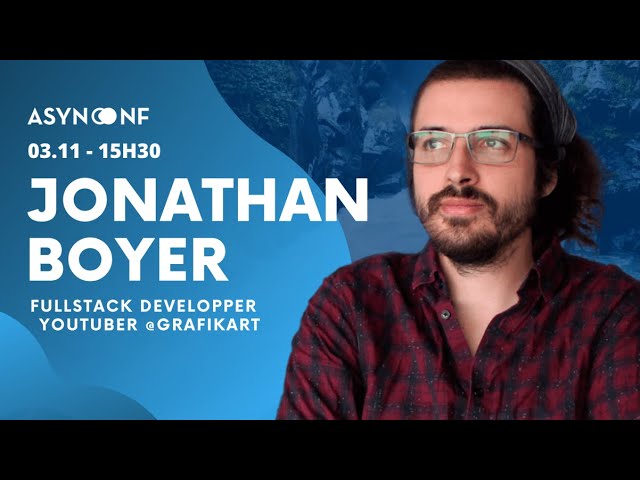 ASYNCONF
03.11 - 15H30
JONATHAN
BOYER
FULLSTACK DEVELOPPER
YOUTUBER @GRAFIKART